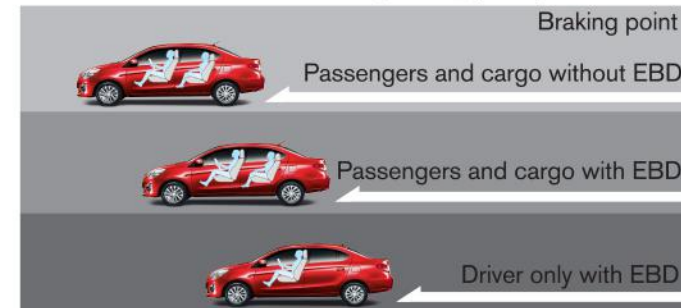 Braking point
Passengers and cargo without EBD
Passengers and cargo with EBD
Driver only with EBD